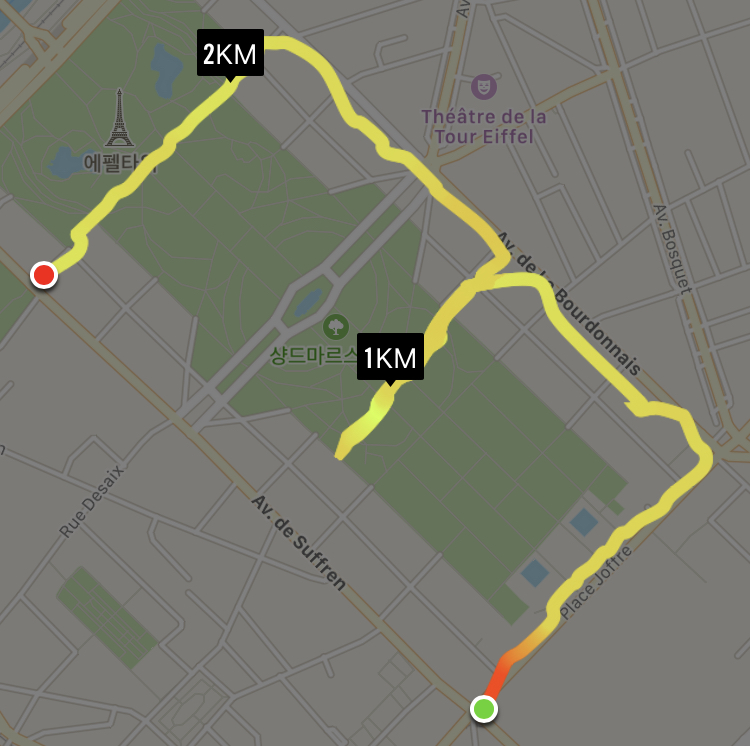 Av
2KM
Théâtre de la
Tour Eiffel
에펠타워
Av. Bosquet
Av. de la Bourdonnais
1KM
샹드마르스
Rue Desaix
Av. de Suffren
Place Joffre